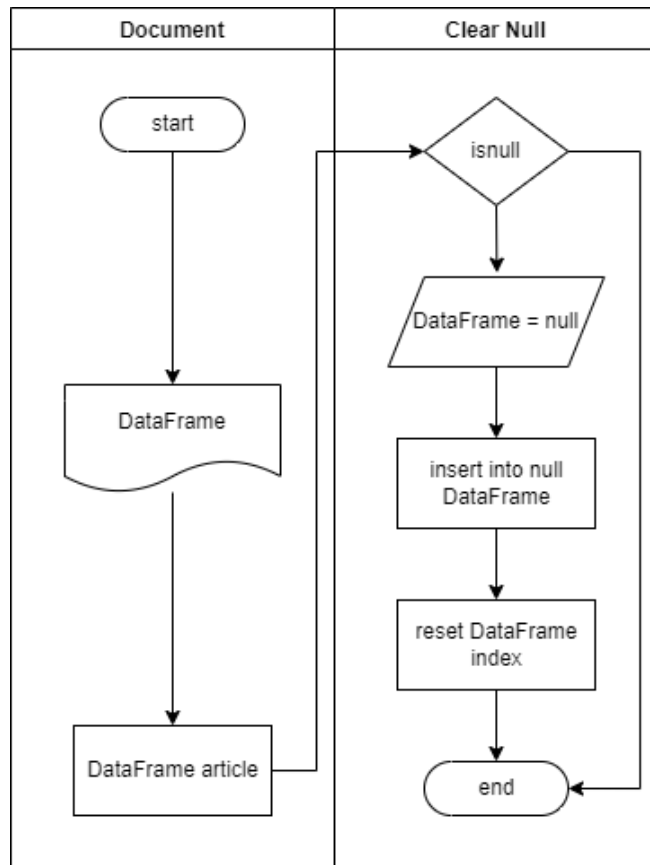 Document
Clear Null
start
DataFrame
DataFrame article
isnull
DataFrame = null
insert into null
DataFrame
reset DataFrame
index
end